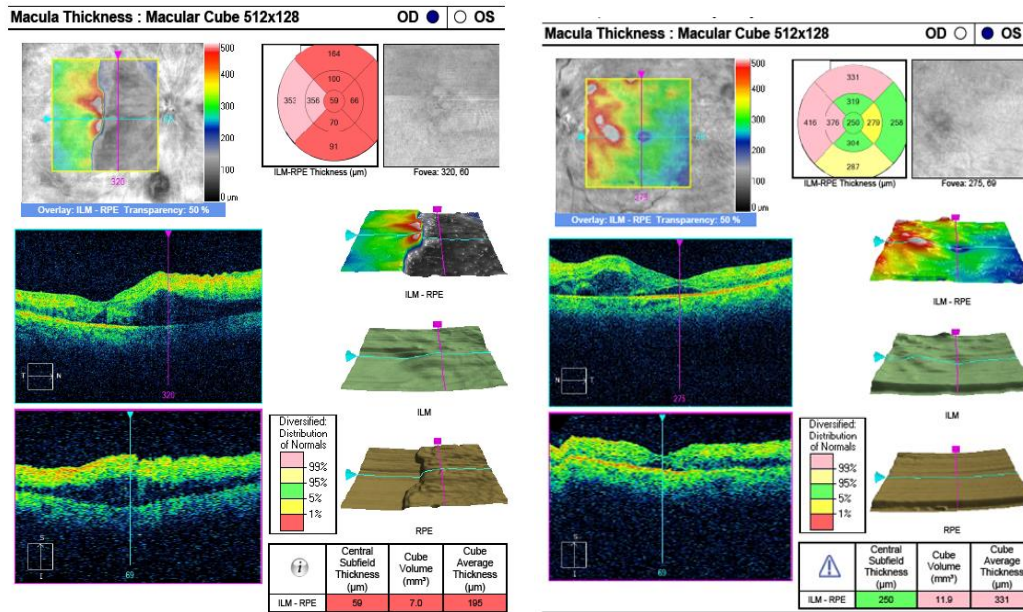 Macula Thickness : Macular Cube 512x128 OD OS
500
400
300
200
100
0 µm
320
Overlay: ILM - RPE Transparency: 50 %
164
100
353 356 59 66
70
91
ILM-RPE Thickness (µm)
Fovea: 320, 60
ILM - RPE
T N
320
ILM
Diversified:
Distribution
of Normals
99%
95%
5%
1%
RPE
S
I
69
Central Subfield Thickness (µm) Cube Volume (mm³) Cube Average Thickness (µm)
ILM - RPE 59 7.0 195
Macula Thickness : Macular Cube 512x128 OD OS
500
400
300
200
100
0 µm
275
Overlay: ILM - RPE Transparency: 50 %
331
319
416 376 250 279 258
304
287
ILM-RPE Thickness (µm)
Fovea: 275, 69
ILM - RPE
N T
275
ILM
Diversified:
Distribution
of Normals
99%
95%
5%
1%
RPE
S
I
69
Central Subfield Thickness (µm) Cube Volume (mm³) Cube Average Thickness (µm)
ILM - RPE 250 11.9 331